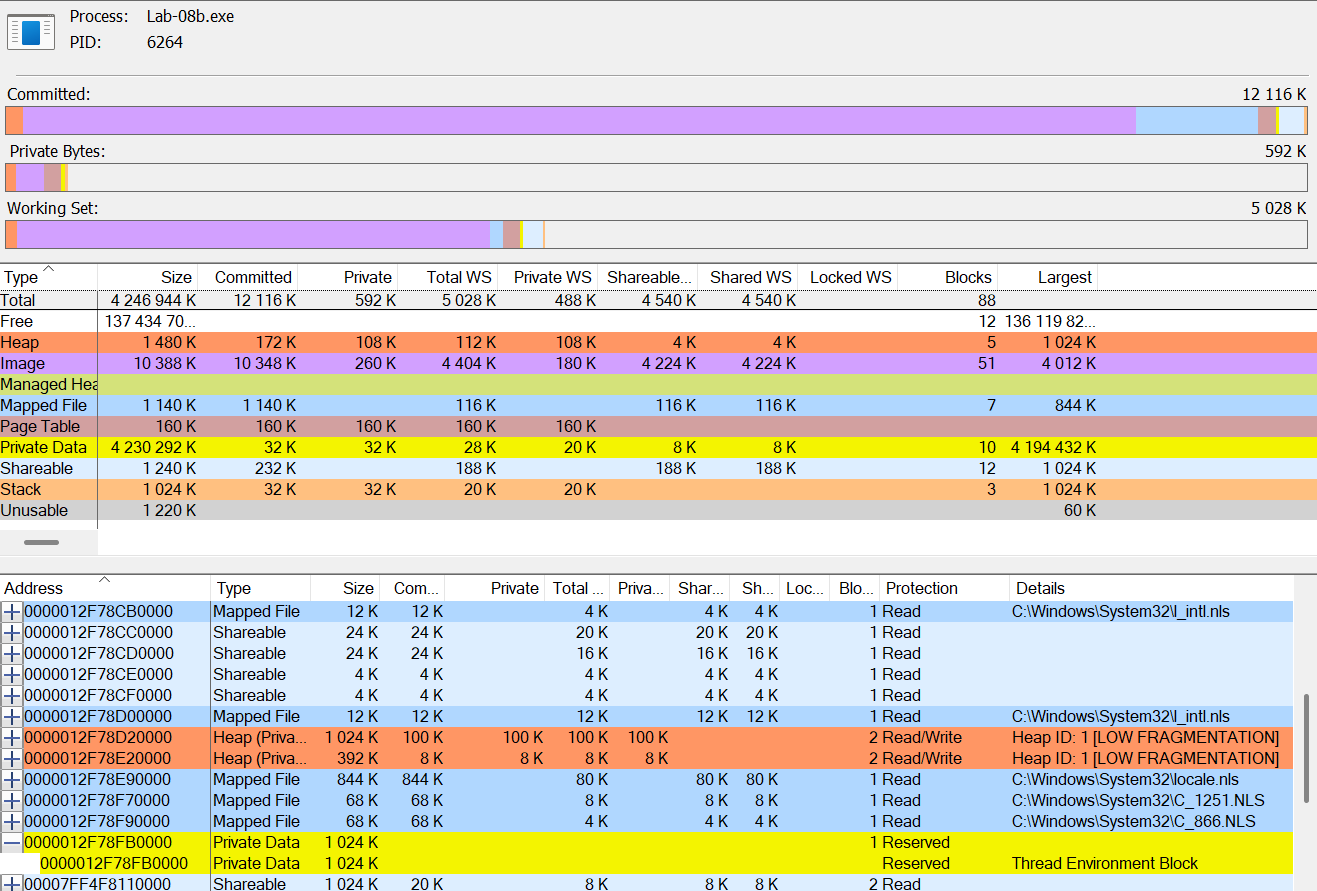 Process: Lab-08b.exe
PID: 6264
Committed: 12 116 K
Private Bytes: 592 K
Working Set: 5 028 K
Type Size Committed Private Total WS Private WS Shareable... Shared WS Locked WS Blocks Largest
Total 4 246 944 K 12 116 K 592 K 5 028 K 488 K 4 540 K 4 540 K 88
Free 137 434 70... 12 136 119 82...
Heap 1 480 K 172 K 108 K 112 K 108 K 4 K 4 K 5 1 024 K
Image 10 388 K 10 348 K 260 K 4 404 K 180 K 4 224 K 4 224 K 51 4 012 K
Managed Hea
Mapped File 1 140 K 1 140 K 116 K 116 K 116 K 7 844 K
Page Table 160 K 160 K 160 K 160 K 160 K
Private Data 4 230 292 K 32 K 32 K 28 K 20 K 8 K 8 K 10 4 194 432 K
Shareable 1 240 K 232 K 188 K 188 K 188 K 12 1 024 K
Stack 1 024 K 32 K 32 K 20 K 20 K 3 1 024 K
Unusable 1 220 K 60 K
Address Type Size Com... Private Total ... Priva... Shar... Sh... Loc... Blo... Protection Details
0000012F78CB0000 Mapped File 12 K 12 K 4 K 4 K 4 K 1 Read C:\Windows\System32\l_intl.nls
0000012F78CC0000 Shareable 24 K 24 K 20 K 20 K 20 K 1 Read
0000012F78CD0000 Shareable 24 K 24 K 16 K 16 K 16 K 1 Read
0000012F78CE0000 Shareable 4 K 4 K 4 K 4 K 4 K 1 Read
0000012F78CF0000 Shareable 4 K 4 K 4 K 4 K 4 K 1 Read
0000012F78D00000 Mapped File 12 K 12 K 12 K 12 K 12 K 1 Read C:\Windows\System32\l_intl.nls
0000012F78D20000 Heap (Priva... 1 024 K 100 K 100 K 100 K 100 K 2 Read/Write Heap ID: 1 [LOW FRAGMENTATION]
0000012F78E20000 Heap (Priva... 392 K 8 K 8 K 8 K 8 K 2 Read/Write Heap ID: 1 [LOW FRAGMENTATION]
0000012F78E90000 Mapped File 844 K 844 K 80 K 80 K 80 K 1 Read C:\Windows\System32\locale.nls
0000012F78F70000 Mapped File 68 K 68 K 8 K 8 K 8 K 1 Read C:\Windows\System32\C_1251.NLS
0000012F78F90000 Mapped File 68 K 68 K 4 K 4 K 4 K 1 Read C:\Windows\System32\C_866.NLS
0000012F78FB0000 Private Data 1 024 K 1 Reserved
0000012F78FB0000 Private Data 1 024 K Reserved Thread Environment Block
00007FF4F8110000 Shareable 1 024 K 20 K 8 K 8 K 8 K 2 Read